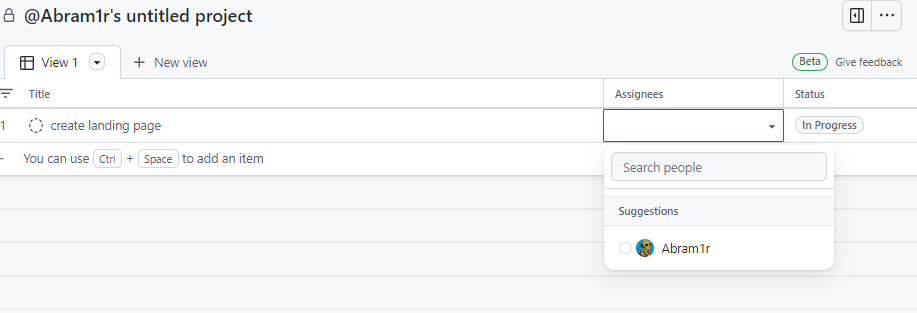 @Abram1r's untitled project
View 1
New view
Beta Give feedback
Title Assignees Status
1 create landing page In Progress
You can use Ctrl + Space to add an item
Search people
Suggestions
Abram1r